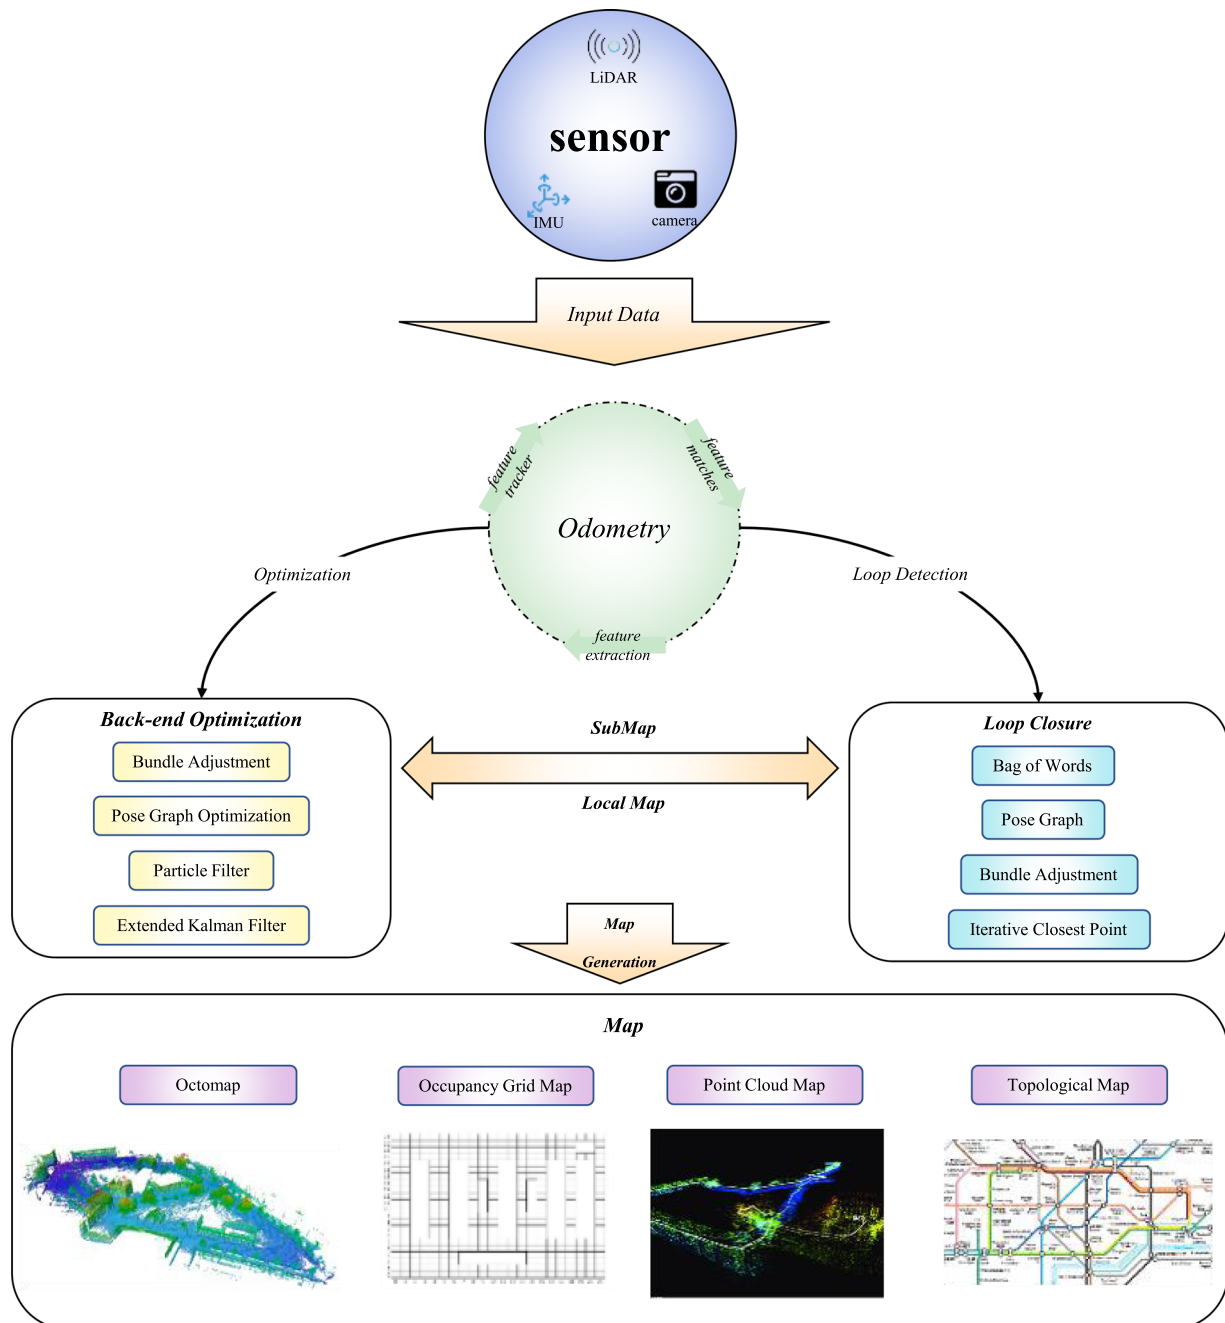 LiDAR
sensor
IMU
camera
Input Data
feature
tracker
feature
matches
Odometry
feature
extraction
Optimization
Loop Detection
Back-end Optimization
Bundle Adjustment
Pose Graph Optimization
Particle Filter
Extended Kalman Filter
SubMap
Local Map
Loop Closure
Bag of Words
Pose Graph
Bundle Adjustment
Iterative Closest Point
Map
Generation
Map
Octomap
Occupancy Grid Map
Point Cloud Map
Topological Map